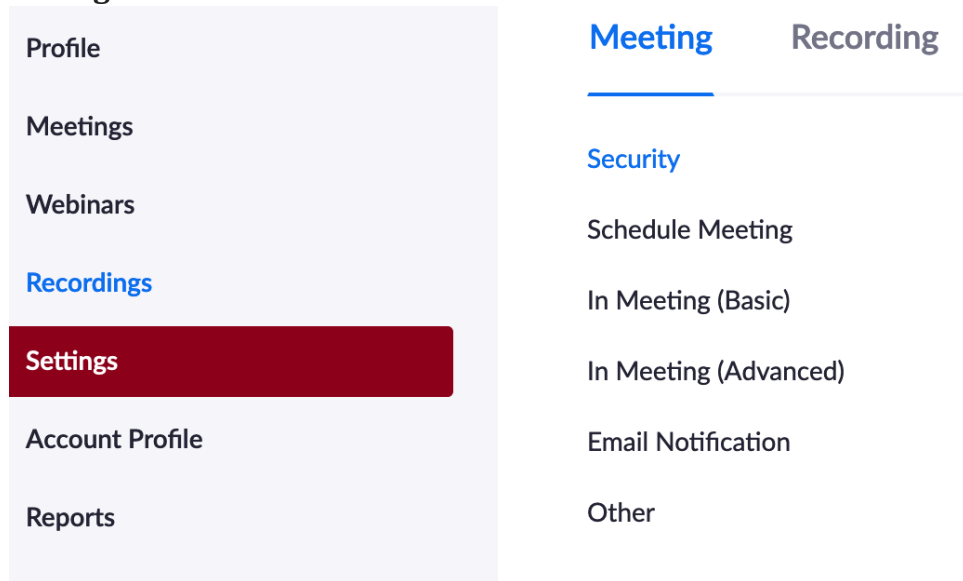 Profile
Meetings
Webinars
Recordings
Settings
Account Profile
Reports
Meeting Recording
Security
Schedule Meeting
In Meeting (Basic)
In Meeting (Advanced)
Email Notification
Other